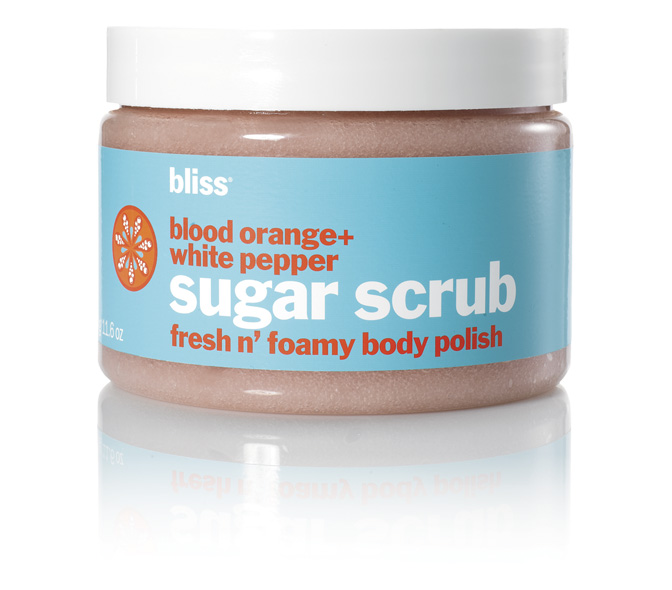 bliss®
blood orange+
white pepper
sugar scrub
fresh n' foamy body polish
11.6 oz